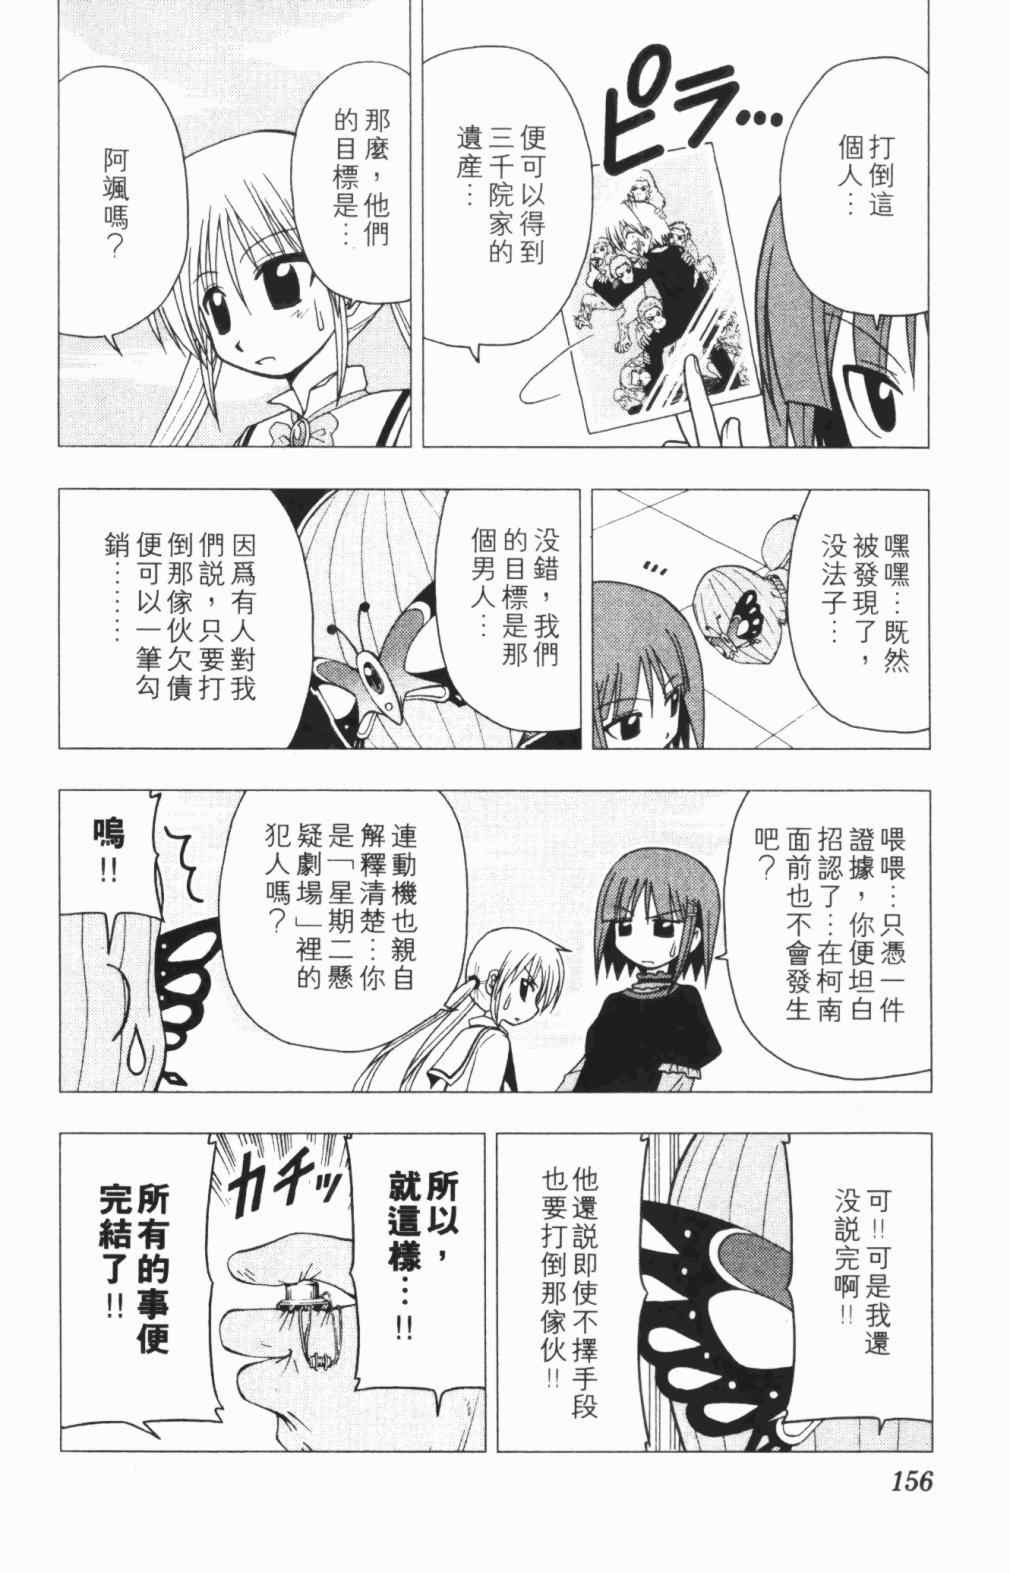 打倒這
個人…
ピラ…
便可以得到
三千院家的
遺産…
那麼，他們
的目標是…
阿颯嗎？
嘿嘿…既然
被發現了，
没法子…
没錯，我們
的目標是那
個男人…
因爲有人對我
們説，只要打
倒那傢伙欠債
便可以一筆勾
銷………
喂喂…只憑一件
證據，你便坦白
招認了…在柯南
面前也不會發生
吧？
連動機也親自
解釋清楚…你
是「星期二懸
疑劇場」裡的
犯人嗎？
嗚!!
可!!可是我還
没説完啊!!
他還説即使不擇手段
也要打倒那傢伙!!
所以，
就這樣…!!
カチッ
所有的事便
完結了!!
156